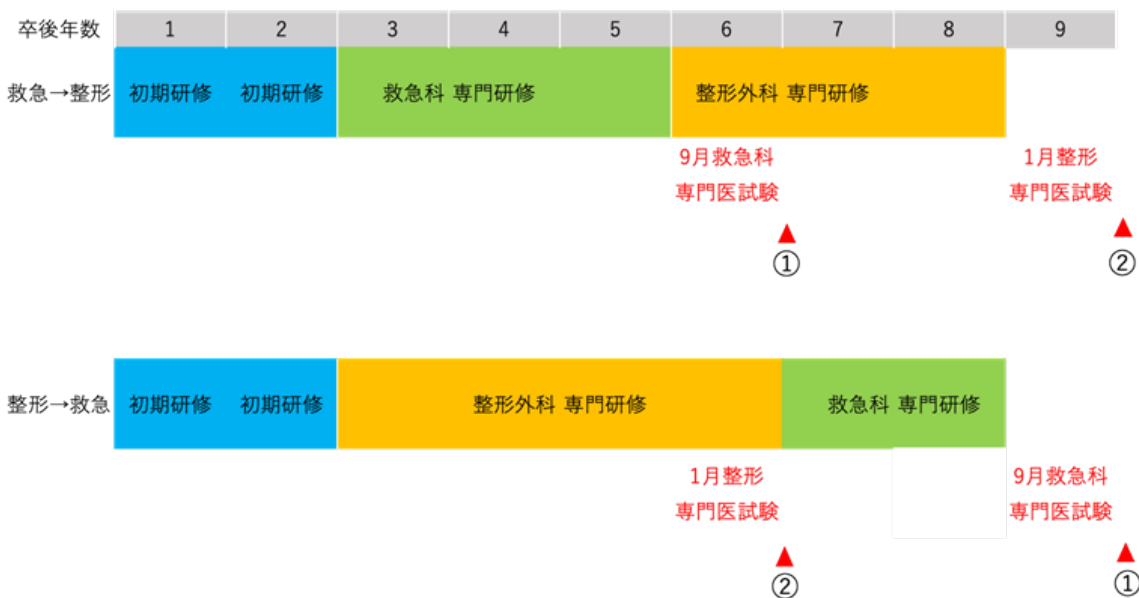 卒後年数 1 2 3 4 5 6 7 8 9
救急→整形 初期研修 初期研修 救急科 専門研修 整形外科 専門研修
9月救急科 1月整形
専門医試験 専門医試験
▲ ▲
① ②
整形→救急 初期研修 初期研修 整形外科 専門研修 救急科 専門研修
1月整形 9月救急科
専門医試験 専門医試験
▲ ▲
② ①